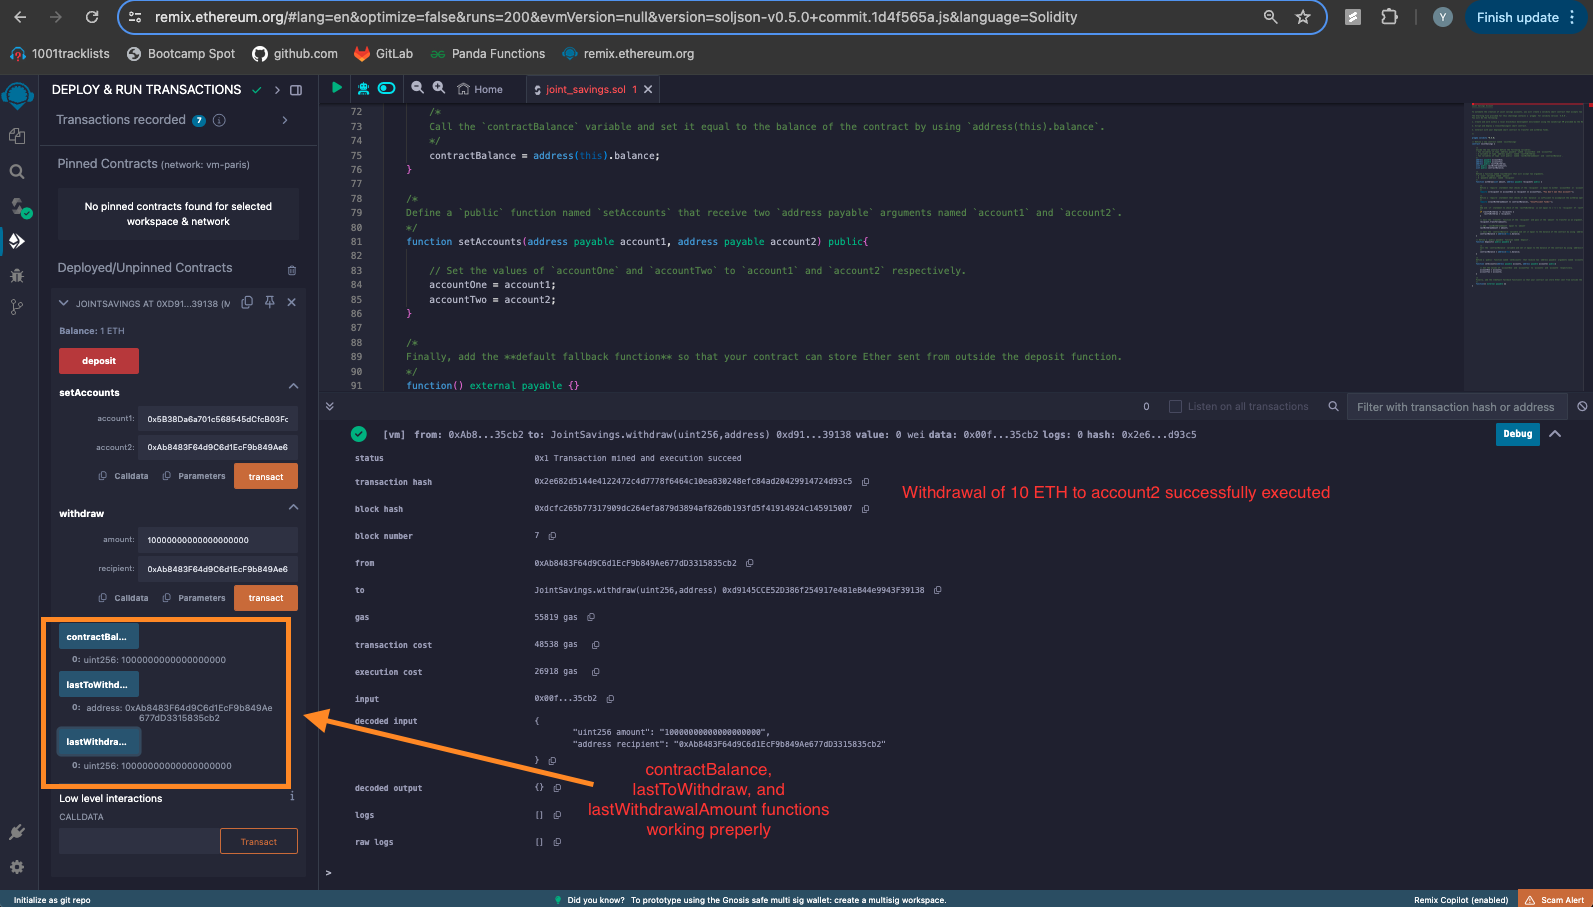 remix.ethereum.org/#lang=en&optimize=false&runs=200&evmVersion=null&version=soljson-v0.5.0+commit.1d4f565a.js&language=Solidity
Y
Finish update
1001tracklists
Bootcamp Spot
github.com
GitLab
Panda Functions
remix.ethereum.org
DEPLOY & RUN TRANSACTIONS
Transactions recorded 7 i
Pinned Contracts (network: vm-paris)
No pinned contracts found for selected
workspace & network
Deployed/Unpinned Contracts
JOINTSAVINGS AT 0XD91...39138 (M
Balance: 1 ETH
deposit
setAccounts
account1: 0x5B38Da6a701c568545dCfcB03Fc
account2: 0xAb8483F64d9C6d1EcF9b849Ae6
Calldata Parameters transact
withdraw
amount: 10000000000000000000
recipient: 0xAb8483F64d9C6d1EcF9b849Ae6
Calldata Parameters transact
contractBal...
0: uint256: 1000000000000000000
lastToWithd...
0: address: 0xAb8483F64d9C6d1EcF9b849Ae
677dD3315835cb2
lastWithdra...
0: uint256: 10000000000000000000
Low level interactions i
CALLDATA
Transact
Home
joint_savings.sol 1
72 /*
73 Call the `contractBalance` variable and set it equal to the balance of the contract by using `address(this).balance`.
74 */
75 contractBalance = address(this).balance;
76 }
77
78 /*
79 Define a `public` function named `setAccounts` that receive two `address payable` arguments named `account1` and `account2`.
80 */
81 function setAccounts(address payable account1, address payable account2) public{
82
83 // Set the values of `accountOne` and `accountTwo` to `account1` and `account2` respectively.
84 accountOne = account1;
85 accountTwo = account2;
86 }
87
88 /*
89 Finally, add the **default fallback function** so that your contract can store Ether sent from outside the deposit function.
90 */
91 function() external payable {}
0 Listen on all transactions Filter with transaction hash or address
[vm] from: 0xAb8...35cb2 to: JointSavings.withdraw(uint256,address) 0xd91...39138 value: 0 wei data: 0x00f...35cb2 logs: 0 hash: 0x2e6...d93c5
Debug
status 0x1 Transaction mined and execution succeed
transaction hash 0x2e682d5144e4122472c4d7778f6464c10ea830248efc84ad20429914724d93c5
Withdrawal of 10 ETH to account2 successfully executed
block hash 0xdcfc265b77317909dc264efa879d3894af826db193fd5f41914924c145915007
block number 7
from 0xAb8483F64d9C6d1EcF9b849Ae677dD3315835cb2
to JointSavings.withdraw(uint256,address) 0xd9145CCE52D386f254917e481eB44e9943F39138
gas 55819 gas
transaction cost 48538 gas
execution cost 26918 gas
input 0x00f...35cb2
decoded input {
"uint256 amount": "10000000000000000000",
"address recipient": "0xAb8483F64d9C6d1EcF9b849Ae677dD3315835cb2"
}
contractBalance,
lastToWithdraw, and
lastWithdrawalAmount functions
working preperly
decoded output {}
logs []
raw logs []
>
Initialize as git repo
Did you know? To prototype using the Gnosis safe multi sig wallet: create a multisig workspace.
Remix Copilot (enabled)
Scam Alert